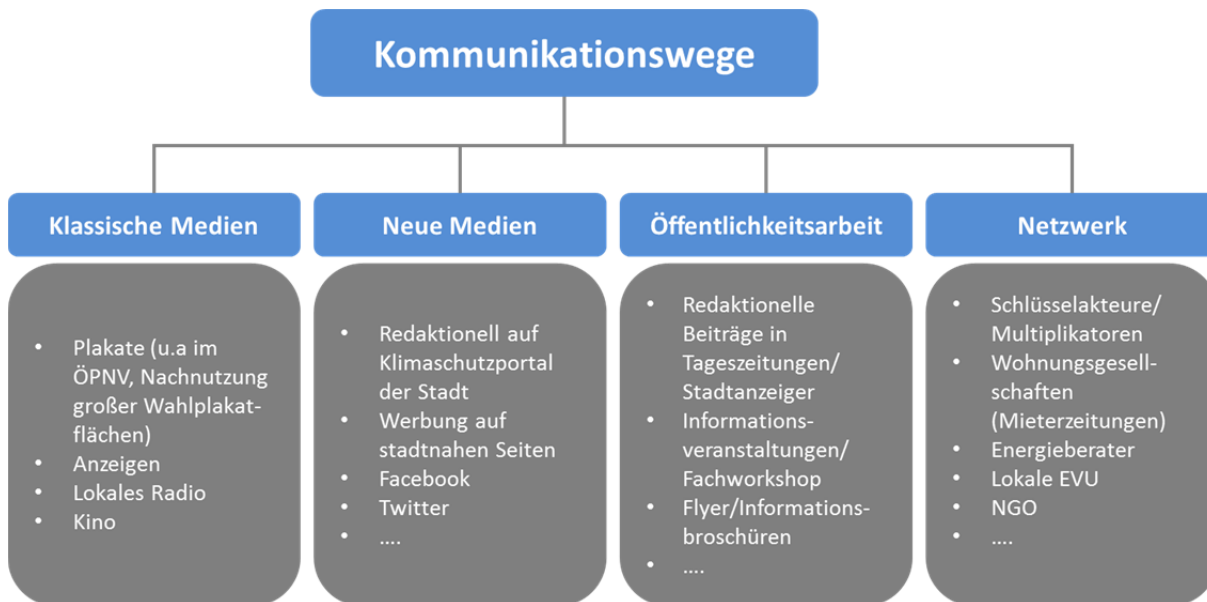 Kommunikationswege
Klassische Medien
• Plakate (u.a im
ÖPNV, Nachnutzung
großer Wahlplakat-
flächen)
• Anzeigen
• Lokales Radio
• Kino
Neue Medien
• Redaktionell auf
Klimaschutzportal
der Stadt
• Werbung auf
stadtnahen Seiten
• Facebook
• Twitter
• ....
Öffentlichkeitsarbeit
• Redaktionelle
Beiträge in
Tageszeitungen/
Stadtanzeiger
• Informations-
veranstaltungen/
Fachworkshop
• Flyer/Informations-
broschüren
• ....
Netzwerk
• Schlüsselakteure/
Multiplikatoren
• Wohnungsgesell-
schaften
(Mieterzeitungen)
• Energieberater
• Lokale EVU
• NGO
• ....